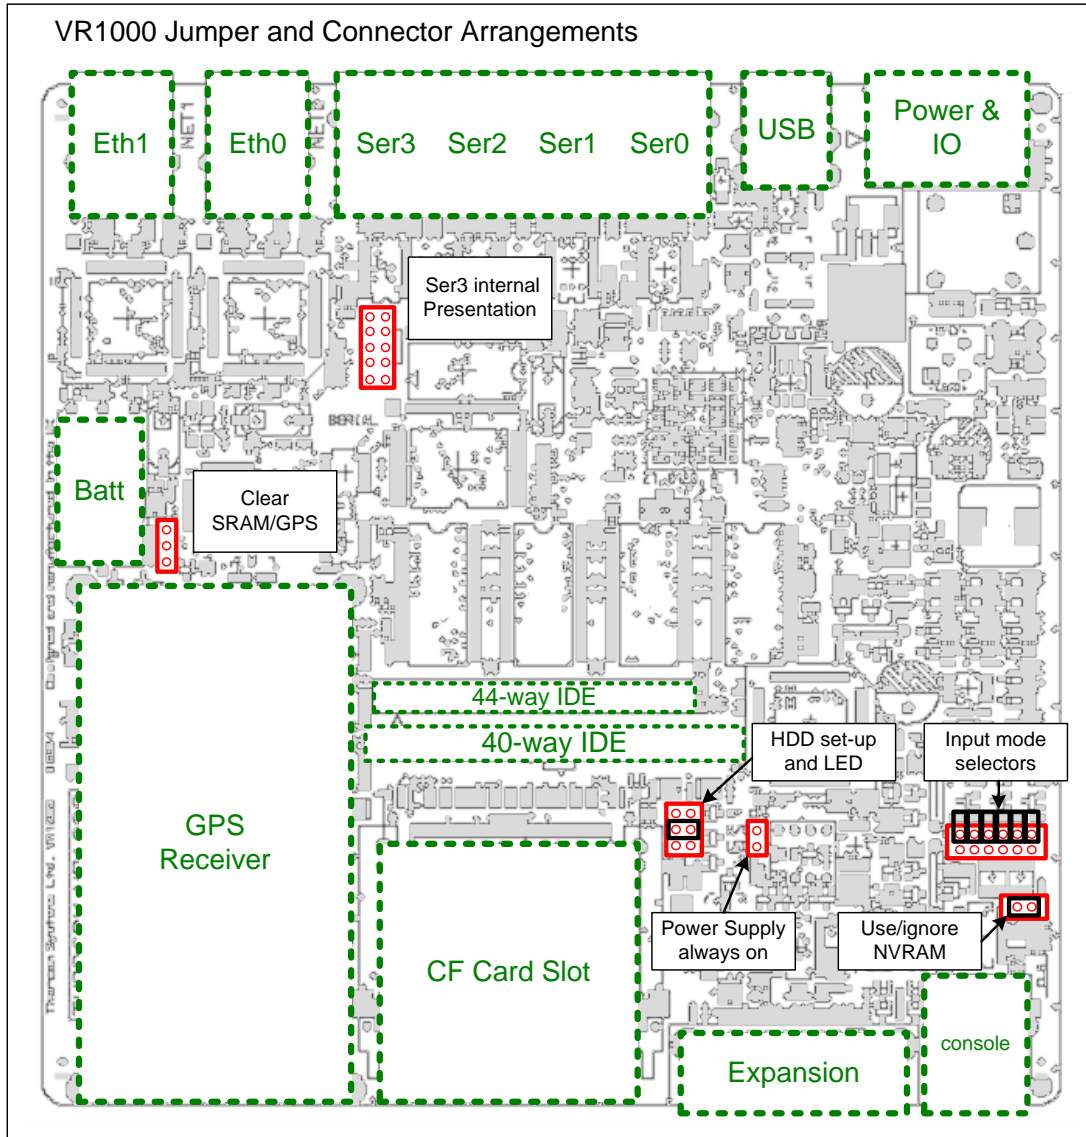 VR1000 Jumper and Connector Arrangements
Eth1
NET1
Eth0
Ser3 Ser2 Ser1 Ser0
USB
Power &
IO
Ser3 internal
Presentation
Batt
Clear
SRAM/GPS
44-way IDE
40-way IDE
HDD set-up
and LED
Input mode
selectors
GPS
Receiver
CF Card Slot
Power Supply
always on
Use/ignore
NVRAM
Expansion
console